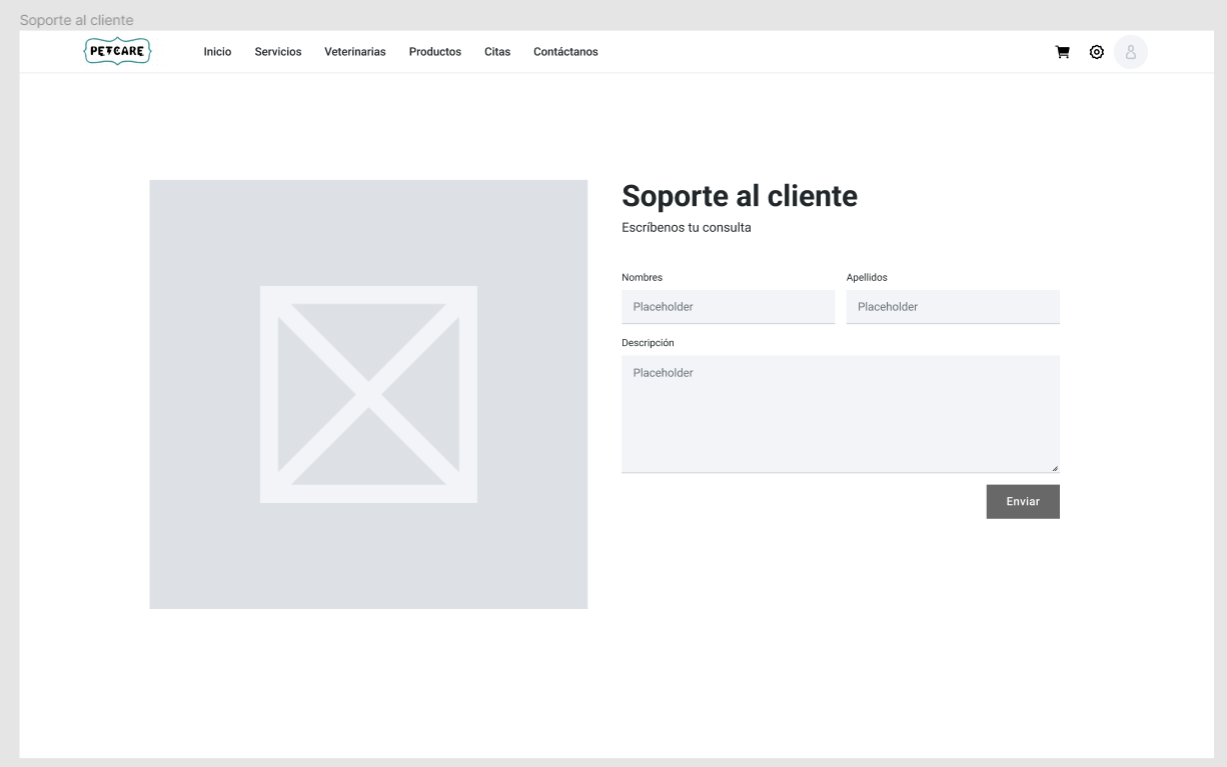 Soporte al cliente
PETCARE
Inicio Servicios Veterinarias Productos Citas Contáctanos
Soporte al cliente
Escríbenos tu consulta
Nombres Apellidos
Placeholder Placeholder
Descripción
Placeholder
Enviar